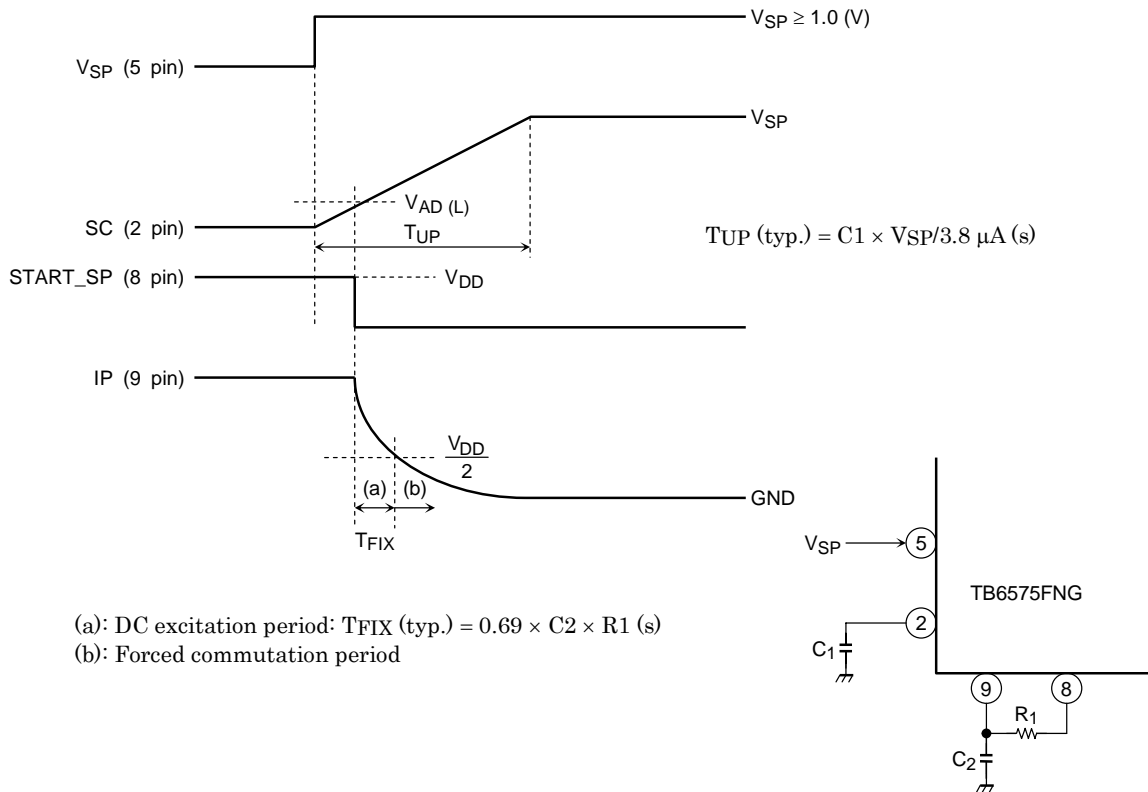 VSP ≥ 1.0 (V)
VSP (5 pin)
VSP
VAD (L)
SC (2 pin)
TUP
TUP (typ.) = C1 × VSP/3.8 μA (s)
START_SP (8 pin)
VDD
IP (9 pin)
VDD
2
(a) (b)
GND
TFIX
VSP
5
TB6575FNG
(a): DC excitation period: TFIX (typ.) = 0.69 × C2 × R1 (s)
(b): Forced commutation period
2
C1
9
8
R1
C2